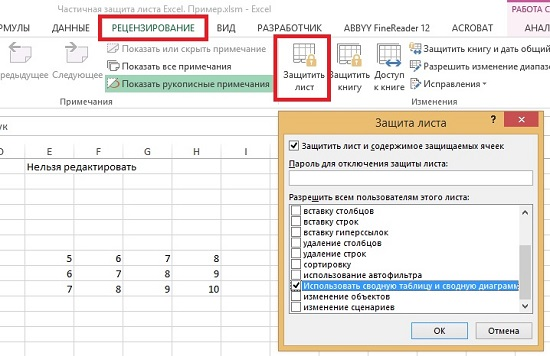 Частичная защита листа Excel. Пример.xlsm - Excel
РАБОТА С
РМУЛЫ ДАННЫЕ РЕЦЕНЗИРОВАНИЕ ВИД РАЗРАБОТЧИК ABBYY FineReader 12 ACROBAT АНАЛ
Предыдущее
Следующее
Показать или скрыть примечание
Показать все примечания
Показать рукописные примечания
Примечания
Защитить лист
Защитить книгу
Доступ к книге
Защитить книгу и дать общий
Разрешить изменение диапазо
Исправления
Изменения
ук
D E F G H I
Нельзя редактировать
5 6 7 8
6 7 8 9
7 8 9 10
Защита листа
Защитить лист и содержимое защищаемых ячеек
Пароль для отключения защиты листа:
Разрешить всем пользователям этого листа:
вставку столбцов
вставку строк
вставку гиперссылок
удаление столбцов
удаление строк
сортировку
использование автофильтра
Использовать сводную таблицу и сводную диаграмм
изменение объектов
изменение сценариев
ОК Отмена